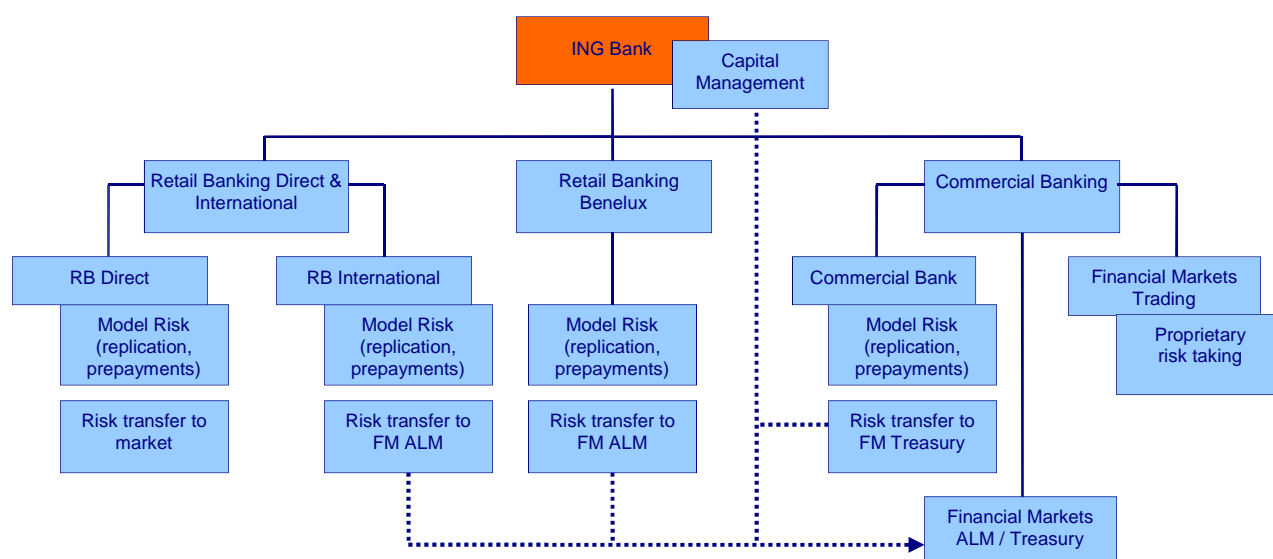 ING Bank
Capital
Management
Retail Banking Direct &
International
Retail Banking
Benelux
Commercial Banking
RB Direct
RB International
Commercial Bank
Financial Markets
Trading
Model Risk
(replication,
prepayments)
Model Risk
(replication,
prepayments)
Model Risk
(replication,
prepayments)
Model Risk
(replication,
prepayments)
Proprietary
risk taking
Risk transfer to
market
Risk transfer to
FM ALM
Risk transfer to
FM ALM
Risk transfer to
FM Treasury
Financial Markets
ALM / Treasury